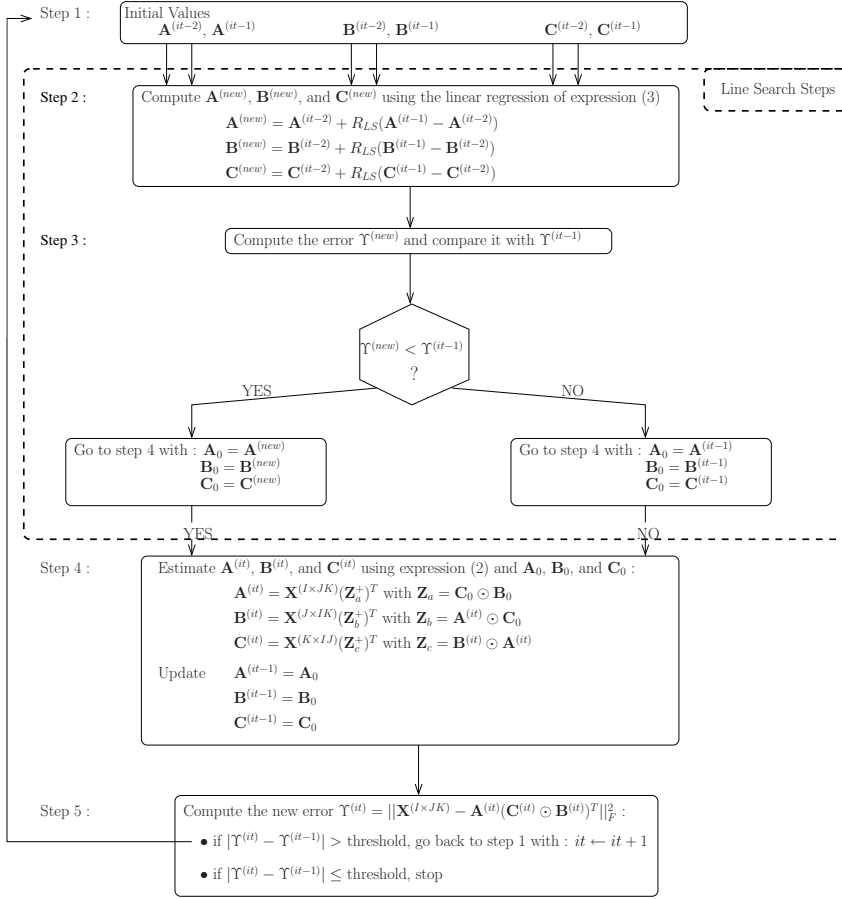 Step 1 :
Initial Values
A^{(it−2)}, A^{(it−1)} B^{(it−2)}, B^{(it−1)} C^{(it−2)}, C^{(it−1)}
Line Search Steps
Step 2 :
Compute A^{(new)}, B^{(new)}, and C^{(new)} using the linear regression of expression (3)
A^{(new)} = A^{(it−2)} + R_{LS}(A^{(it−1)} − A^{(it−2)})
B^{(new)} = B^{(it−2)} + R_{LS}(B^{(it−1)} − B^{(it−2)})
C^{(new)} = C^{(it−2)} + R_{LS}(C^{(it−1)} − C^{(it−2)})
Step 3 :
Compute the error Υ^{(new)} and compare it with Υ^{(it−1)}
Υ^{(new)} < Υ^{(it−1)}
?
YES
NO
Go to step 4 with : A_0 = A^{(new)}
B_0 = B^{(new)}
C_0 = C^{(new)}
Go to step 4 with : A_0 = A^{(it−1)}
B_0 = B^{(it−1)}
C_0 = C^{(it−1)}
YES
NO
Step 4 :
Estimate A^{(it)}, B^{(it)}, and C^{(it)} using expression (2) and A_0, B_0, and C_0 :
A^{(it)} = X^{(I×JK)}(Z_a^+)^T with Z_a = C_0 ⊙ B_0
B^{(it)} = X^{(J×IK)}(Z_b^+)^T with Z_b = A^{(it)} ⊙ C_0
C^{(it)} = X^{(K×IJ)}(Z_c^+)^T with Z_c = B^{(it)} ⊙ A^{(it)}
Update A^{(it−1)} = A_0
B^{(it−1)} = B_0
C^{(it−1)} = C_0
Step 5 :
Compute the new error Υ^{(it)} = ||X^{(I×JK)} − A^{(it)}(C^{(it)} ⊙ B^{(it)})^T||_F^2 :
• if |Υ^{(it)} − Υ^{(it−1)}| > threshold, go back to step 1 with : it ← it + 1
• if |Υ^{(it)} − Υ^{(it−1)}| ≤ threshold, stop